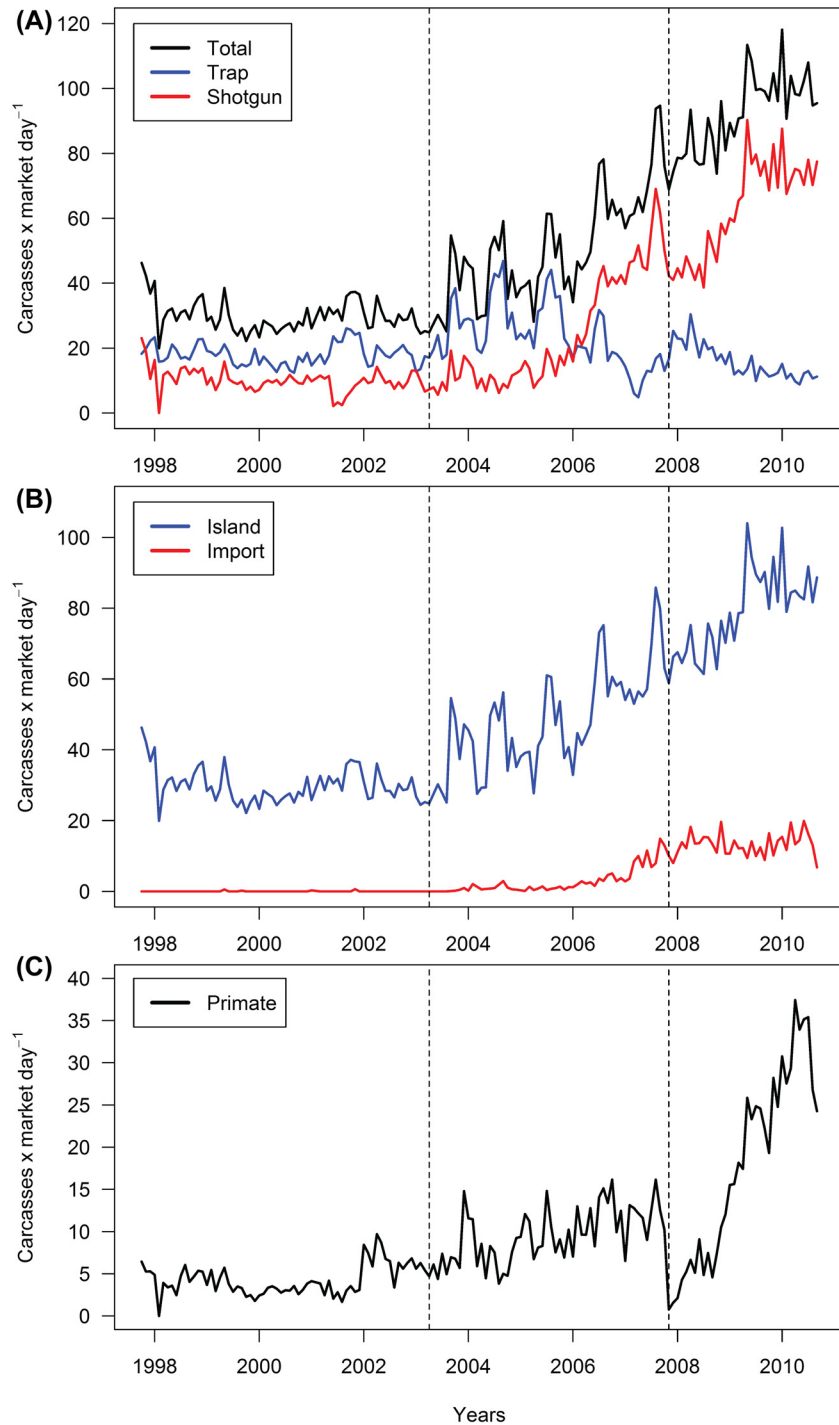 (A)
Total
Trap
Shotgun
Carcasses x market day⁻¹
120
100
80
60
40
20
0
1998 2000 2002 2004 2006 2008 2010
(B)
Island
Import
Carcasses x market day⁻¹
100
80
60
40
20
0
1998 2000 2002 2004 2006 2008 2010
(C)
Primate
Carcasses x market day⁻¹
40
35
30
25
20
15
10
5
0
1998 2000 2002 2004 2006 2008 2010
Years